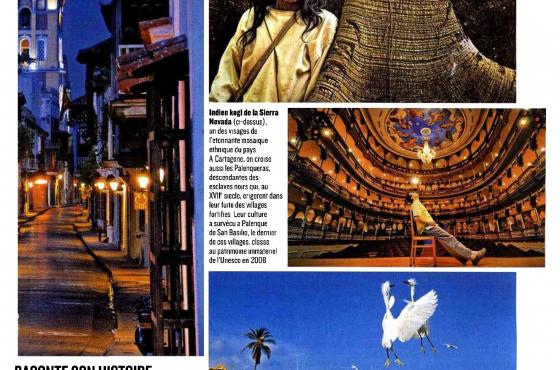 Indien kogi de la Sierra
Nevada (ci-dessus),
un des visages de
l'étonnante mosaïque
ethnique du pays
A Cartagena, on croise
aussi les Palenqueras,
descendantes des
esclaves noirs qui, au
XVIIe siècle, érigèrent dans
leur fuite des villages
fortifiés Leur culture
a survécu à Palenque
de San Basilio, le dernier
de ces villages, classé
au patrimoine immatériel
de l'Unesco en 2008
RACONTE SON HISTOIRE